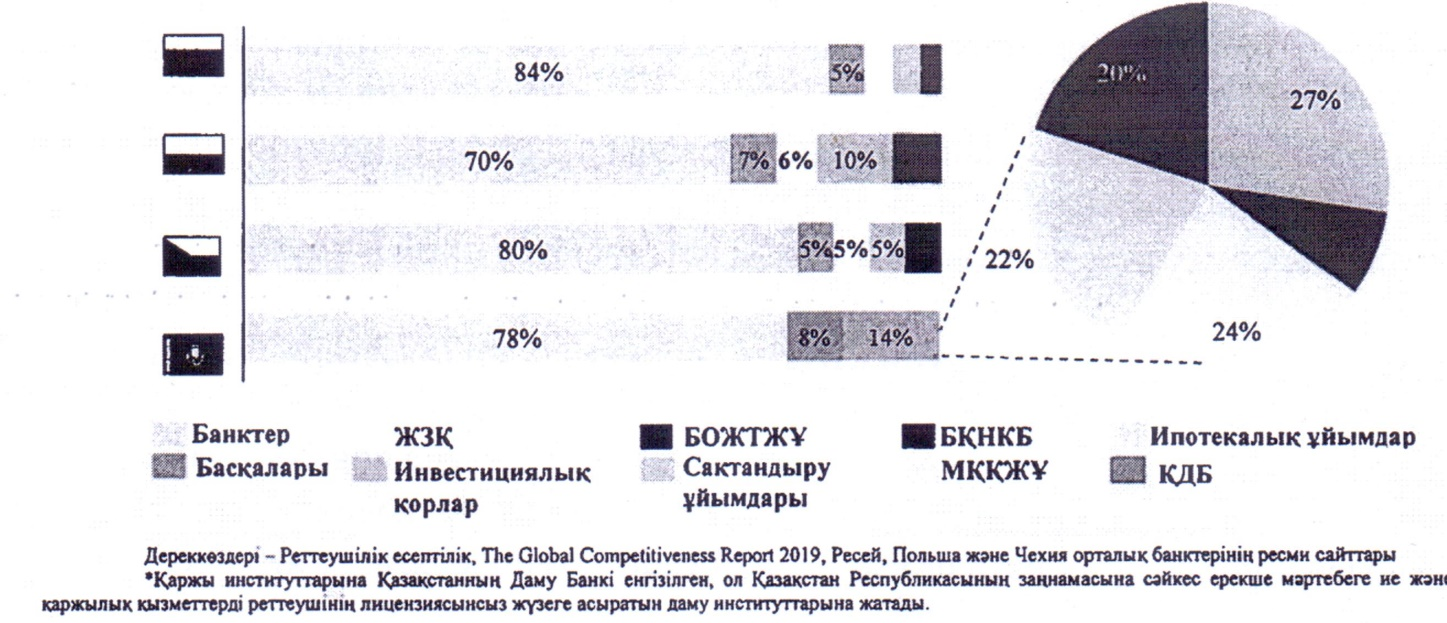 84%
5%
20%
27%
70%
7%
6%
10%
80%
5%
5%
5%
22%
78%
8%
14%
24%
Банктер
ЖЗҚ
БОЖТЖҰ
БҚНКБ
Ипотекалық ұйымдар
Басқалары
Инвестициялық
қорлар
Сақтандыру
ұйымдары
МҚҚЖҰ
ҚДБ
Дереккөздері – Реттеушілік есептілік, The Global Competitiveness Report 2019, Ресей, Польша және Чехия орталық банктерінің ресми сайттары
*Қаржы институттарына Қазақстанның Даму Банкі енгізілген, ол Қазақстан Республикасының заңнамасына сәйкес ерекше мәртебеге ие және
қаржылық қызметтерді реттеушінің лицензиясынсыз жүзеге асыратын даму институттарына жатады.